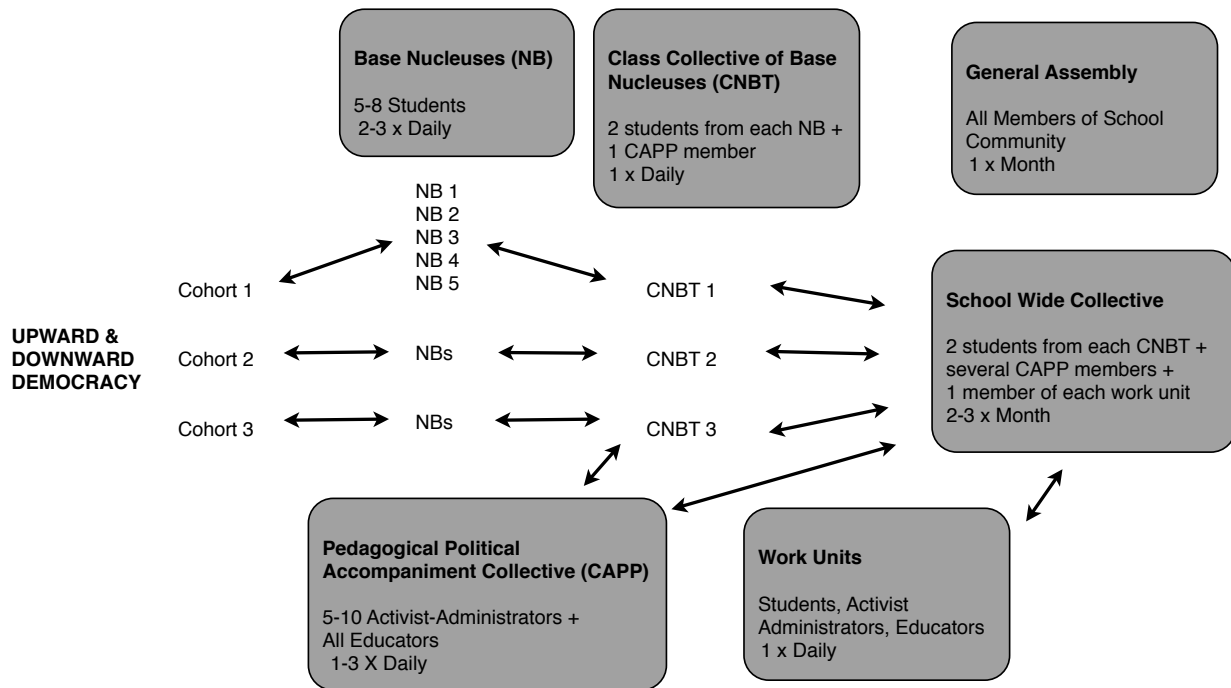 Base Nucleuses (NB)
5-8 Students
2-3 x Daily
Class Collective of Base
Nucleuses (CNBT)
2 students from each NB +
1 CAPP member
1 x Daily
General Assembly
All Members of School
Community
1 x Month
NB 1
NB 2
NB 3
NB 4
NB 5
Cohort 1
CNBT 1
UPWARD &
DOWNWARD
DEMOCRACY
Cohort 2
NBs
CNBT 2
Cohort 3
NBs
CNBT 3
School Wide Collective
2 students from each CNBT +
several CAPP members +
1 member of each work unit
2-3 x Month
Pedagogical Political
Accompaniment Collective (CAPP)
5-10 Activist-Administrators +
All Educators
1-3 X Daily
Work Units
Students, Activist
Administrators, Educators
1 x Daily